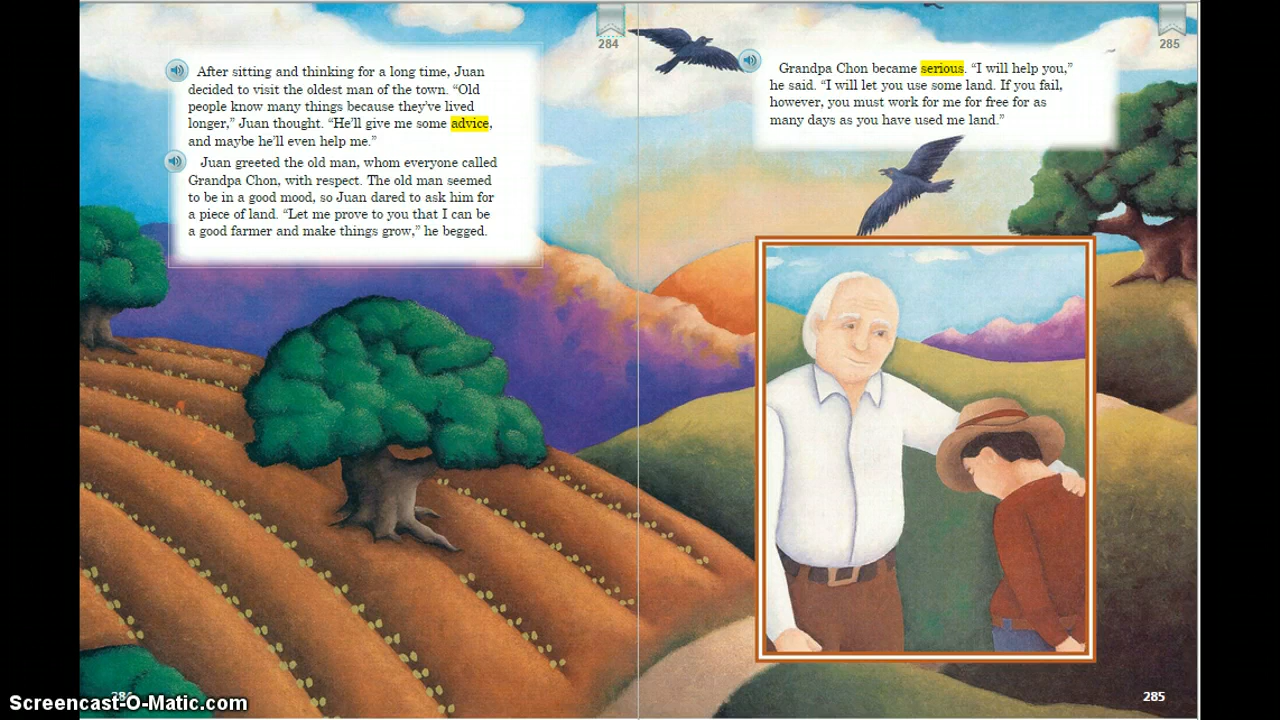 284
After sitting and thinking for a long time, Juan
decided to visit the oldest man of the town. “Old
people know many things because they’ve lived
longer,” Juan thought. “He’ll give me some advice,
and maybe he’ll even help me.”
Juan greeted the old man, whom everyone called
Grandpa Chon, with respect. The old man seemed
to be in a good mood, so Juan dared to ask him for
a piece of land. “Let me prove to you that I can be
a good farmer and make things grow,” he begged.
285
Grandpa Chon became serious. “I will help you,”
he said. “I will let you use some land. If you fail,
however, you must work for me for free for as
many days as you have used me land.”
284
Screencast-O-Matic.com
285